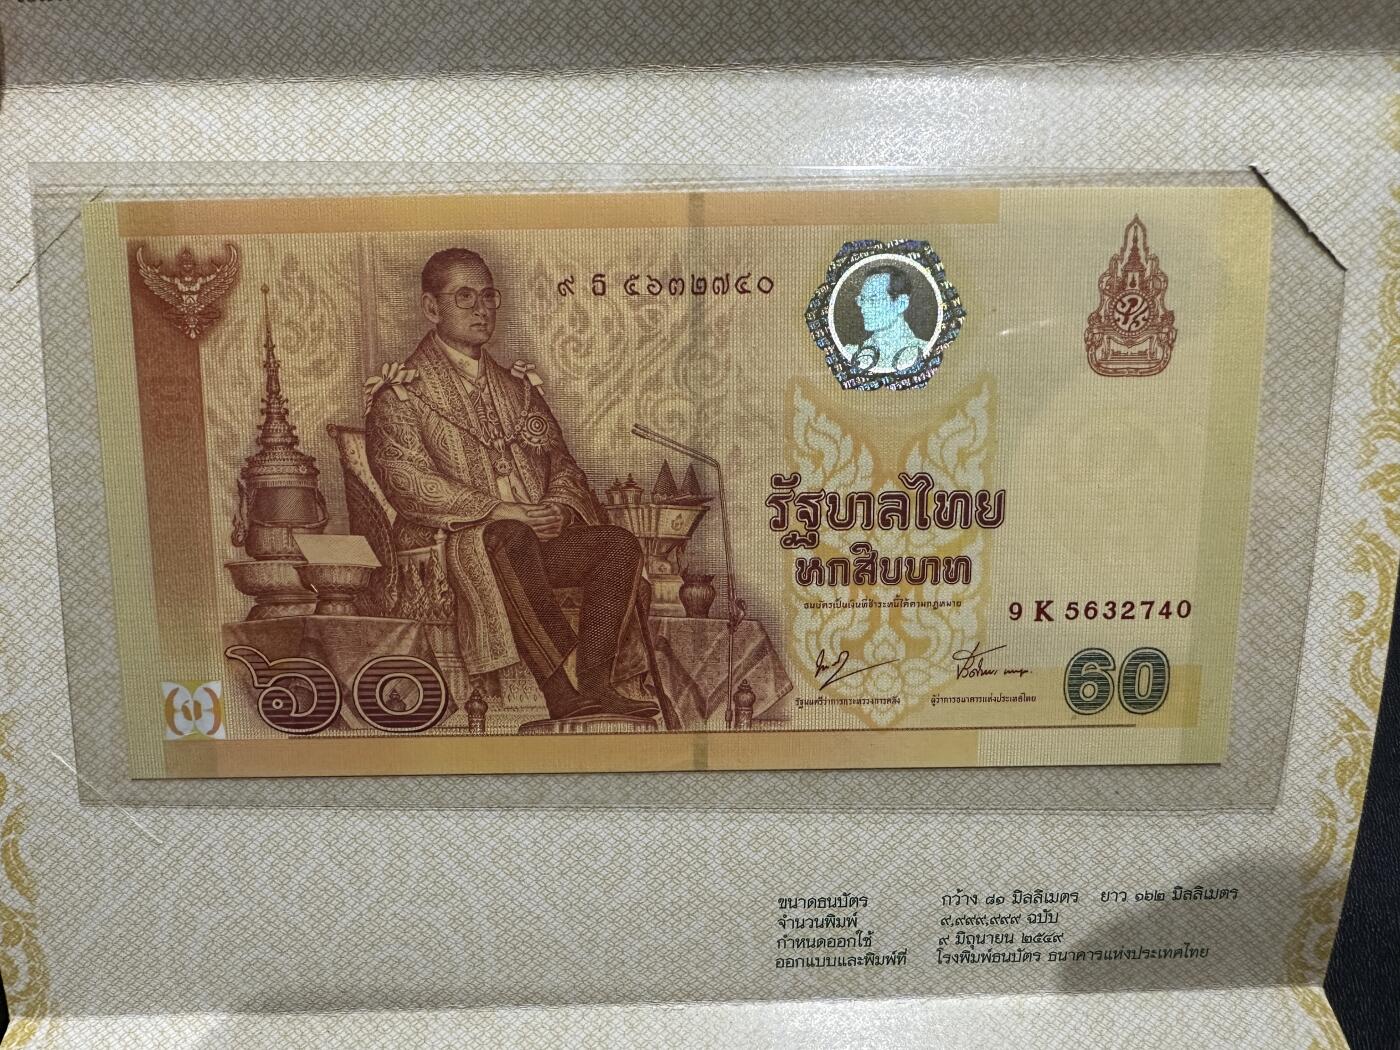 ๙ ธ ๕๖๓๒๗๔๐
รัฐบาลไทย
หกสิบบาท
ธนบัตรเป็นเงินที่ชำระหนี้ได้ตามกฎหมาย
9 K 5632740
รัฐมนตรีว่าการกระทรวงการคลัง ผู้ว่าการธนาคารแห่งประเทศไทย
๖๐
60
ขนาดธนบัตร กว้าง ๘๑ มิลลิเมตร ยาว ๑๖๒ มิลลิเมตร
จำนวนพิมพ์ ๙,๙๙๙,๙๙๙ ฉบับ
กำหนดออกใช้ ๙ มิถุนายน ๒๕๔๙
ออกแบบและพิมพ์ที่ โรงพิมพ์ธนบัตร ธนาคารแห่งประเทศไทย